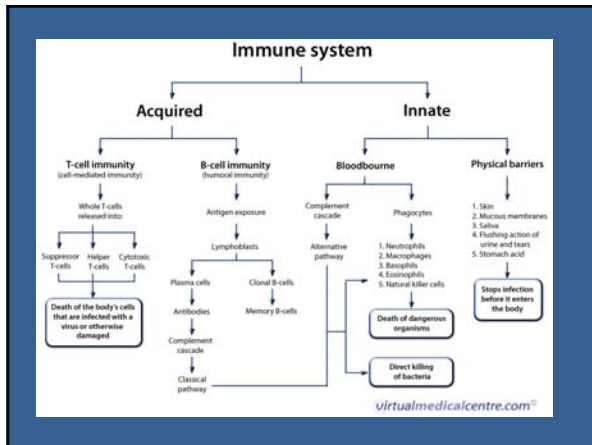 Immune system
Acquired
Innate
T-cell immunity
(cell-mediated immunity)
B-cell immunity
(humoral immunity)
Bloodbourne
Physical barriers
Whole T-cells
released into:
Suppressor
T-cells
Helper
T-cells
Cytotoxic
T-cells
Death of the body's cells
that are infected with a
virus or otherwise
damaged
Antigen exposure
Lymphoblasts
Plasma cells
Clonal B-cells
Antibodies
Memory B-cells
Complement
cascade
Classical
pathway
Complement
cascade
Alternative
pathway
Phagocytes
1. Neutrophils
2. Macrophages
3. Basophils
4. Eosinophils
5. Natural killer cells
Death of dangerous
organisms
Direct killing
of bacteria
1. Skin
2. Mucous membranes
3. Saliva
4. Flushing action of
urine and tears
5. Stomach acid
Stops infection
before it enters
the body
virtualmedicalcentre.com©